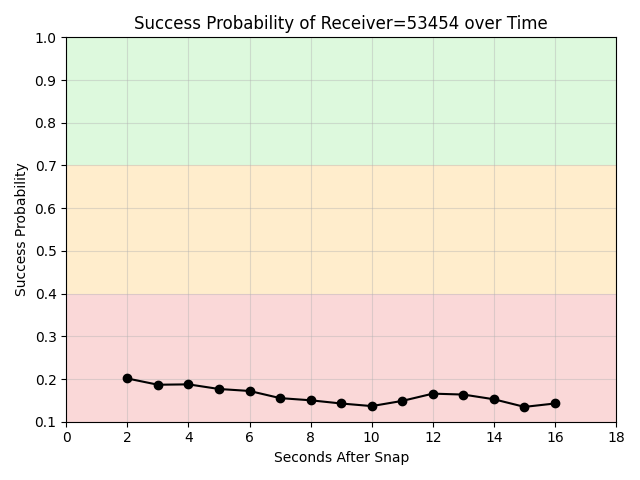 Success Probability of Receiver=53454 over Time
1.0
0.9
0.8
0.7
0.6
0.5
0.4
0.3
0.2
0.1
Success Probability
0 2 4 6 8 10 12 14 16 18
Seconds After Snap